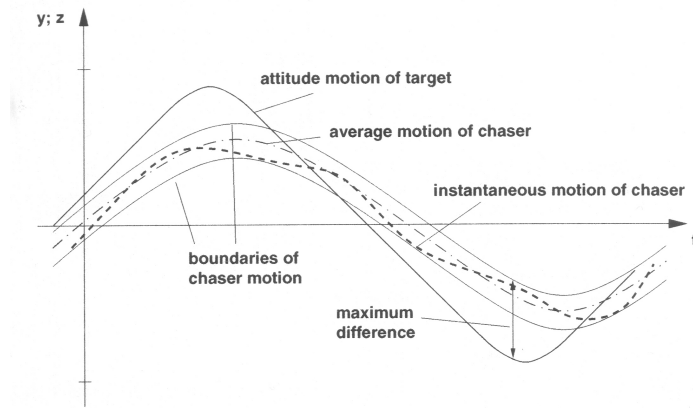 y; z
attitude motion of target
average motion of chaser
instantaneous motion of chaser
boundaries of
chaser motion
maximum
difference